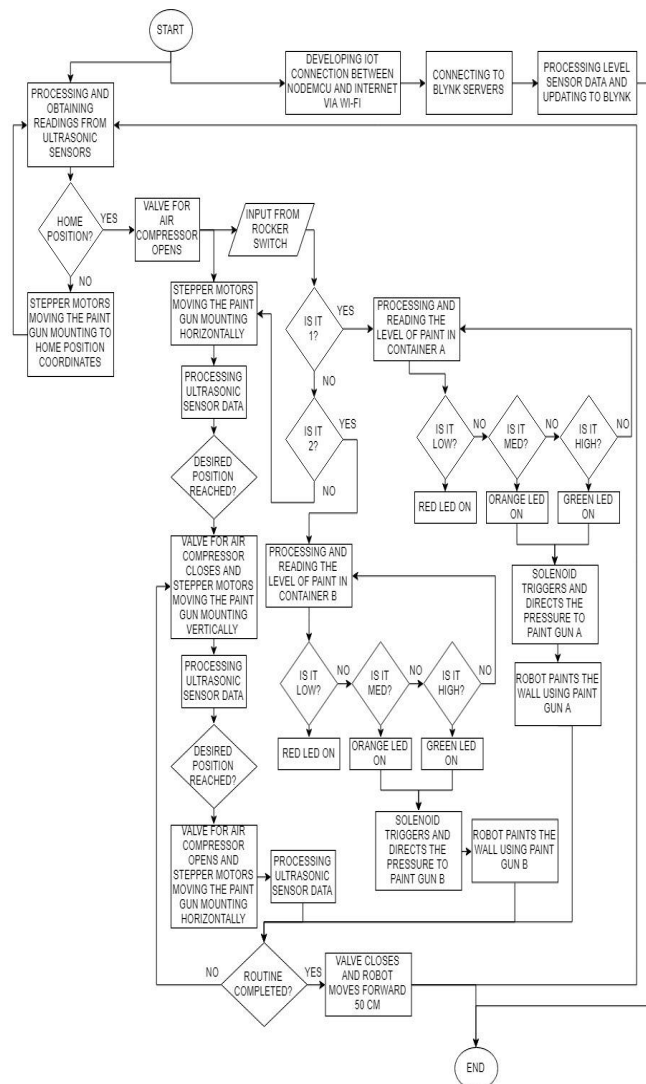 START
DEVELOPING IOT
CONNECTION BETWEEN
NODEMCU AND INTERNET
VIA WI-FI
CONNECTING TO
BLYNK SERVERS
PROCESSING LEVEL
SENSOR DATA AND
UPDATING TO BLYNK
PROCESSING AND
OBTAINING
READINGS FROM
ULTRASONIC
SENSORS
HOME
POSITION?
YES
NO
VALVE FOR
AIR
COMPRESSOR
OPENS
INPUT FROM
ROCKER
SWITCH
STEPPER MOTORS
MOVING THE PAINT
GUN MOUNTING TO
HOME POSITION
COORDINATES
STEPPER MOTORS
MOVING THE PAINT
GUN MOUNTING
HORIZONTALLY
IS IT
1?
YES
NO
PROCESSING AND
READING THE
LEVEL OF PAINT IN
CONTAINER A
PROCESSING
ULTRASONIC
SENSOR DATA
IS IT
2?
YES
NO
IS IT
LOW?
NO
IS IT
MED?
NO
IS IT
HIGH?
NO
DESIRED
POSITION
REACHED?
RED LED ON
ORANGE LED
ON
GREEN LED
ON
VALVE FOR AIR
COMPRESSOR
CLOSES AND
STEPPER MOTORS
MOVING THE PAINT
GUN MOUNTING
VERTICALLY
PROCESSING AND
READING THE
LEVEL OF PAINT IN
CONTAINER B
SOLENOID
TRIGGERS AND
DIRECTS THE
PRESSURE TO
PAINT GUN A
PROCESSING
ULTRASONIC
SENSOR DATA
IS IT
LOW?
NO
IS IT
MED?
NO
IS IT
HIGH?
NO
ROBOT PAINTS THE
WALL USING PAINT
GUN A
DESIRED
POSITION
REACHED?
RED LED ON
ORANGE LED
ON
GREEN LED
ON
VALVE FOR AIR
COMPRESSOR
OPENS AND
STEPPER MOTORS
MOVING THE PAINT
GUN MOUNTING
HORIZONTALLY
PROCESSING
ULTRASONIC
SENSOR DATA
SOLENOID
TRIGGERS AND
DIRECTS THE
PRESSURE TO
PAINT GUN B
ROBOT PAINTS THE
WALL USING PAINT
GUN B
NO
ROUTINE
COMPLETED?
YES
VALVE CLOSES
AND ROBOT
MOVES FORWARD
50 CM
END